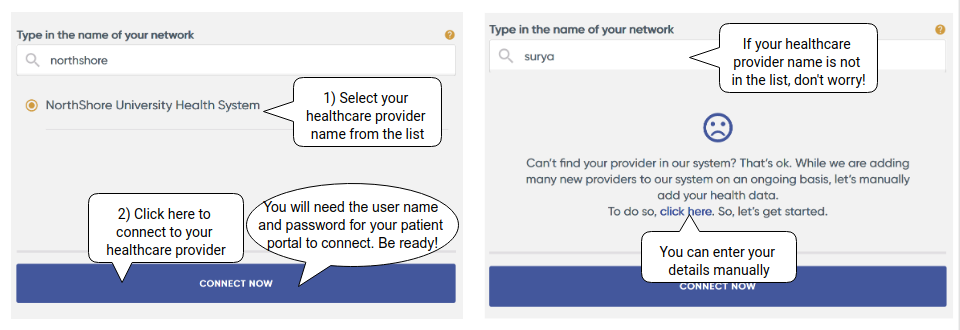 Type in the name of your network
?
northshore
NorthShore University Health System
1) Select your
healthcare provider
name from the list
2) Click here to
connect to your
healthcare provider
You will need the user name
and password for your patient
portal to connect. Be ready!
CONNECT NOW
Type in the name of your network
?
surya
If your healthcare
provider name is not
in the list, don't worry!
Can't find your provider in our system? That's ok. While we are adding
many new providers to our system on an ongoing basis, let's manually
add your health data.
To do so, click here. So, let's get started.
You can enter your
details manually
CONNECT NOW